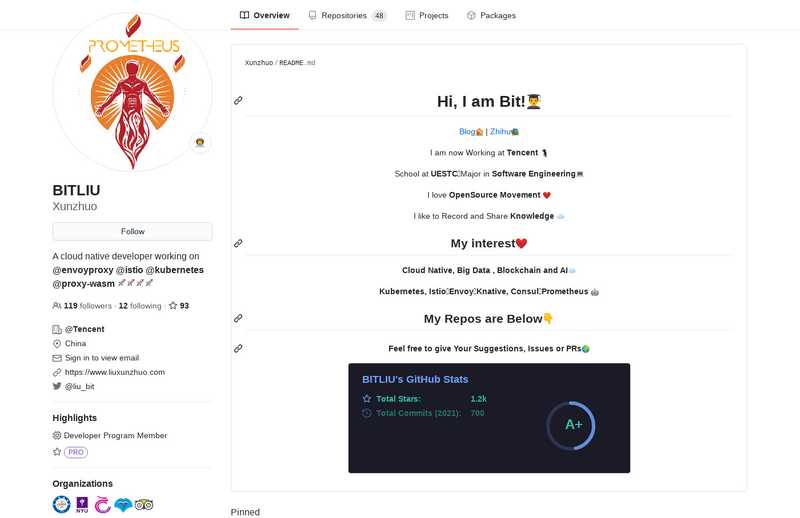 Overview
Repositories 48
Projects
Packages
PROMETHEUS
BITLIU
Xunzhuo
Follow
A cloud native developer working on
@envoyproxy @istio @kubernetes
@proxy-wasm 🚀🚀🚀🚀
119 followers · 12 following · 93
@Tencent
China
Sign in to view email
https://www.liuxunzhuo.com
@liu_bit
Highlights
Developer Program Member
PRO
Organizations
NYU
Xunzhuo / README.md
Hi, I am Bit!👨‍🎓
Blog🏠 | Zhihu
I am now Working at Tencent 🐧
School at UESTC Major in Software Engineering💻
I love OpenSource Movement ❤️
I like to Record and Share Knowledge
My interest❤️
Cloud Native, Big Data , Blockchain and AI
Kubernetes, Istio Envoy Knative, Consul Prometheus 🤖
My Repos are Below👇
Feel free to give Your Suggestions, Issues or PRs🌍
BITLIU's GitHub Stats
Total Stars: 1.2k
Total Commits (2021): 700
A+
Pinned